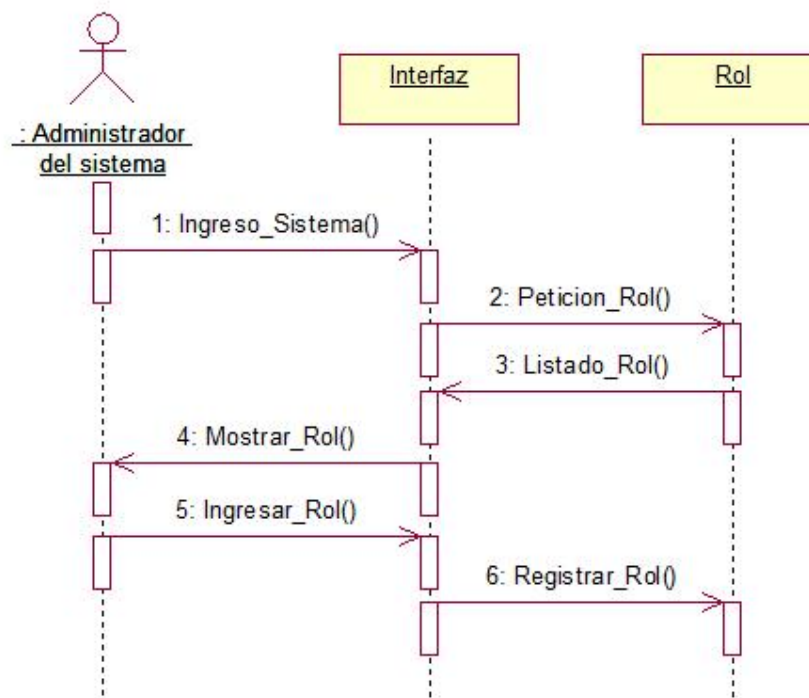 : Administrador
del sistema
Interfaz
Rol
1: Ingreso_Sistema()
2: Peticion_Rol()
3: Listado_Rol()
4: Mostrar_Rol()
5: Ingresar_Rol()
6: Registrar_Rol()